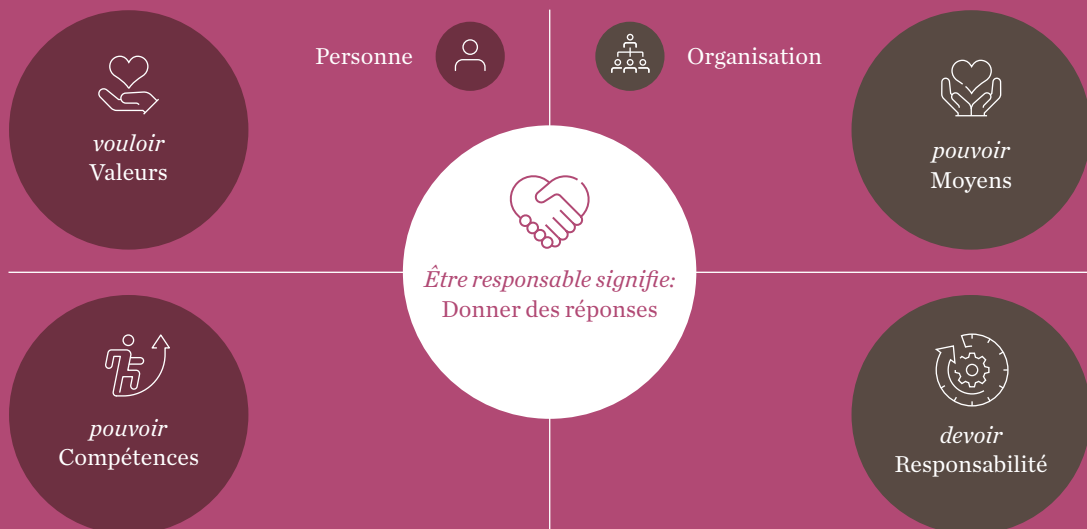 Personne
Organisation
vouloir
Valeurs
pouvoir
Moyens
Être responsable signifie:
Donner des réponses
pouvoir
Compétences
devoir
Responsabilité